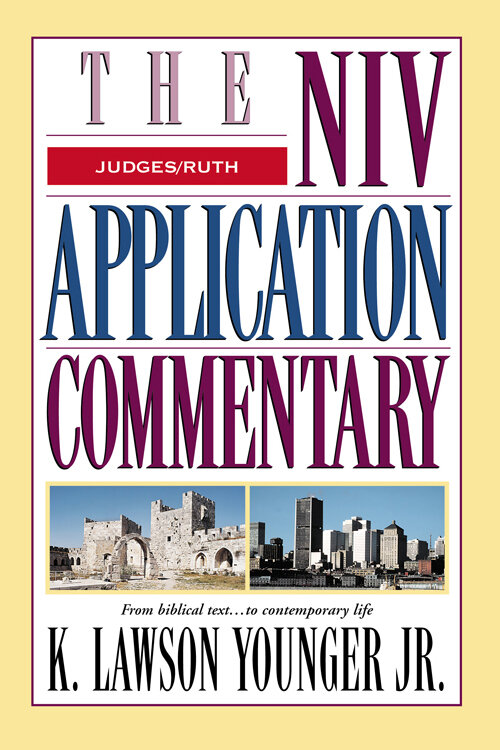 THE
NIV
JUDGES/RUTH
APPLICATION
COMMENTARY
From biblical text...to contemporary life
K. LAWSON YOUNGER JR.